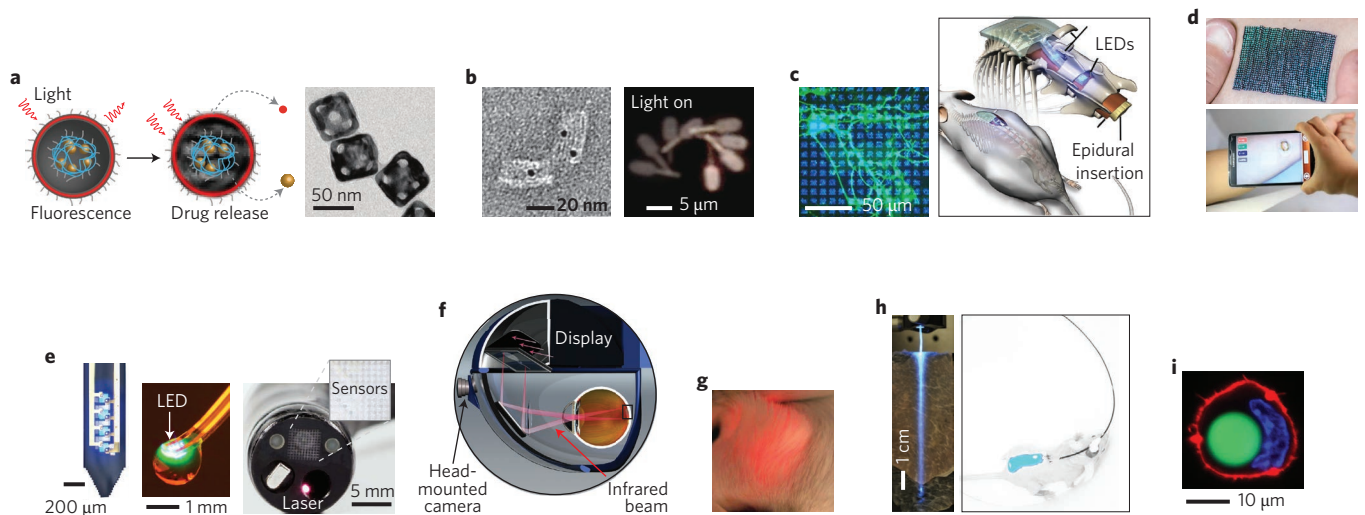 a
Light
Fluorescence
Drug release
50 nm
b
20 nm
Light on
5 μm
c
50 μm
LEDs
Epidural
insertion
d
e
200 μm
LED
1 mm
Sensors
Laser
5 mm
f
Display
Head-
mounted
camera
Infrared
beam
g
h
1 cm
i
10 μm